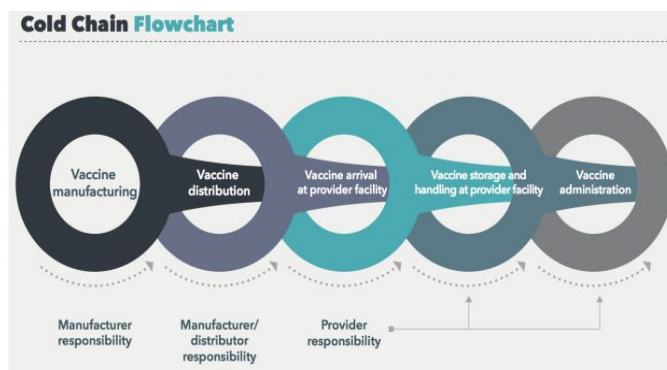 Cold Chain Flowchart
Vaccine
manufacturing
Vaccine
distribution
Vaccine arrival
at provider facility
Vaccine storage and
handling at provider facility
Vaccine
administration
Manufacturer
responsibility
Manufacturer/
distributor
responsibility
Provider
responsibility